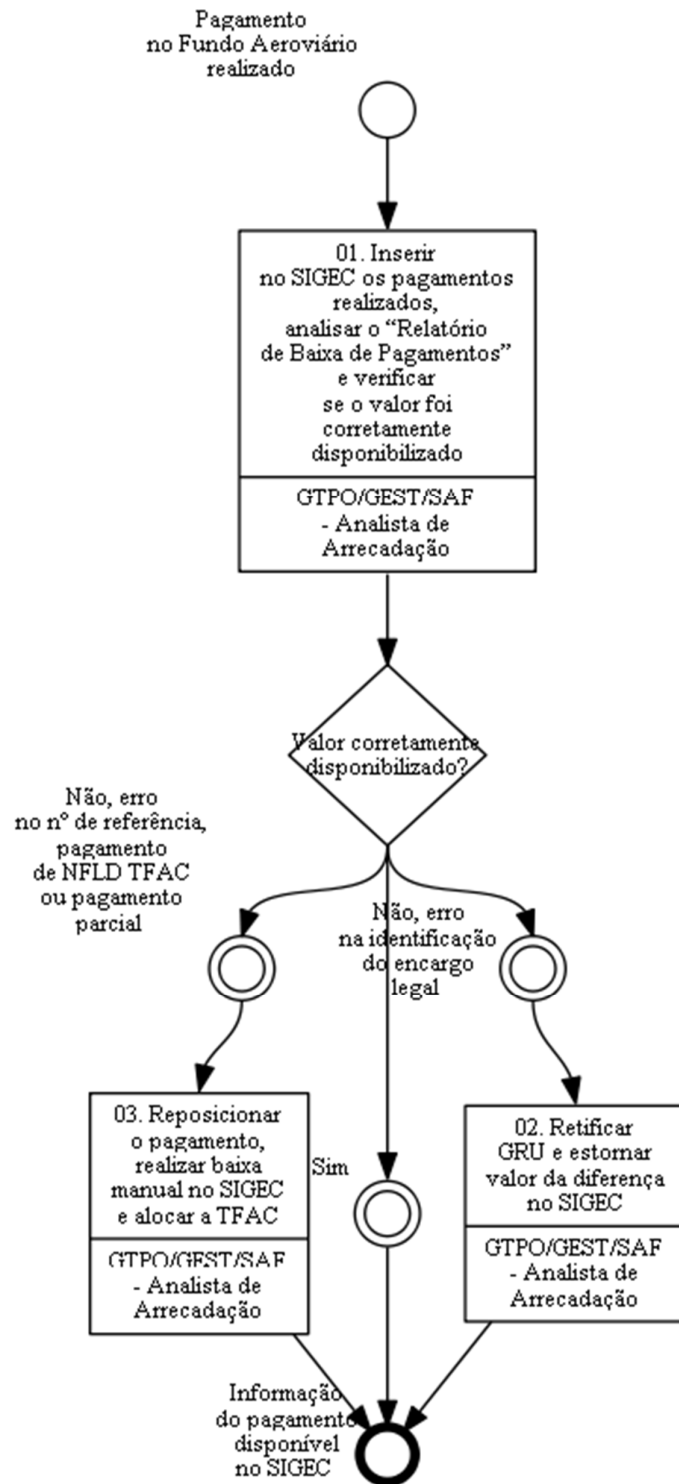 Pagamento
no Fundo Aeroviário
realizado
01. Inserir
no SIGEC os pagamentos
realizados,
analisar o “Relatório
de Baixa de Pagamentos”
e verificar
se o valor foi
corretamente
disponibilizado
GTPO/GEST/SAF
- Analista de
Arrecadação
Valor corretamente
disponibilizado?
Não, erro
no nº de referência,
pagamento
de NFLD TFAC
ou pagamento
parcial
Não, erro
na identificação
do encargo
legal
03. Reposicionar
o pagamento,
realizar baixa
manual no SIGEC
e alocar a TFAC
GTPO/GEST/SAF
- Analista de
Arrecadação
Sim
02. Retificar
GRU e estornar
valor da diferença
no SIGEC
GTPO/GEST/SAF
- Analista de
Arrecadação
Informação
do pagamento
disponível
no SIGEC